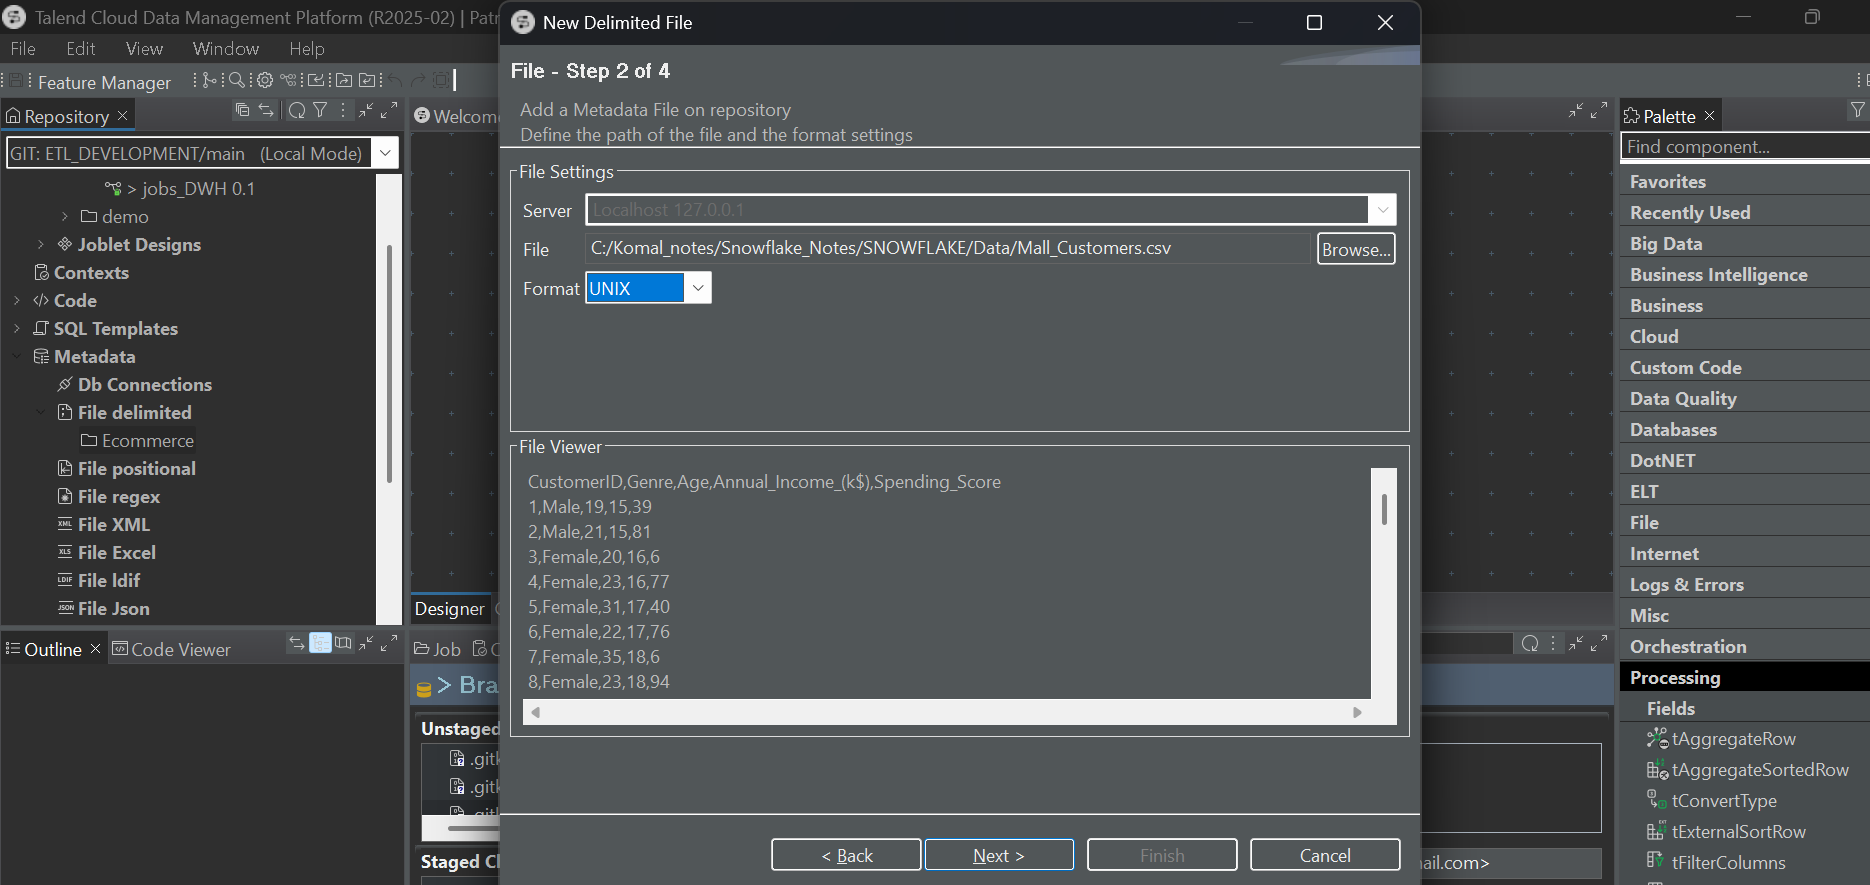 Talend Cloud Data Management Platform (R2025-02) |
File Edit View Window Help
Feature Manager
Repository
GIT: ETL_DEVELOPMENT/main (Local Mode)
> jobs_DWH 0.1
demo
Joblet Designs
Contexts
Code
SQL Templates
Metadata
Db Connections
File delimited
Ecommerce
File positional
File regex
File XML
File Excel
File ldif
File Json
Outline
Code Viewer
New Delimited File
File - Step 2 of 4
Add a Metadata File on repository
Define the path of the file and the format settings
File Settings
Server Localhost 127.0.0.1
File C:/Komal_notes/Snowflake_Notes/SNOWFLAKE/Data/Mall_Customers.csv Browse...
Format UNIX
File Viewer
CustomerID,Genre,Age,Annual_Income_(k$),Spending_Score
1,Male,19,15,39
2,Male,21,15,81
3,Female,20,16,6
4,Female,23,16,77
5,Female,31,17,40
6,Female,22,17,76
7,Female,35,18,6
8,Female,23,18,94
< Back Next > Finish Cancel
Welcom
Designer
Job
> Bra
Unstaged
.gitk
.gitk
Staged Cl
ail.com>
Palette
Find component...
Favorites
Recently Used
Big Data
Business Intelligence
Business
Cloud
Custom Code
Data Quality
Databases
DotNET
ELT
File
Internet
Logs & Errors
Misc
Orchestration
Processing
Fields
tAggregateRow
tAggregateSortedRow
tConvertType
tExternalSortRow
tFilterColumns